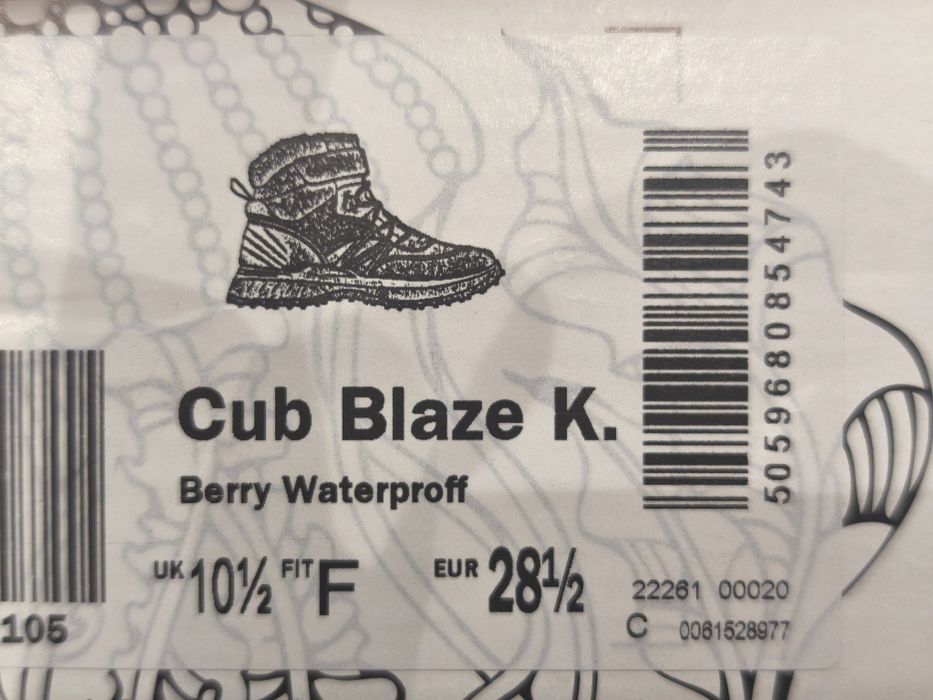 Cub Blaze K.
Berry Waterproff
UK 10½ FIT F EUR 28½
5059680854743
22261 00020
C 0061528977
105